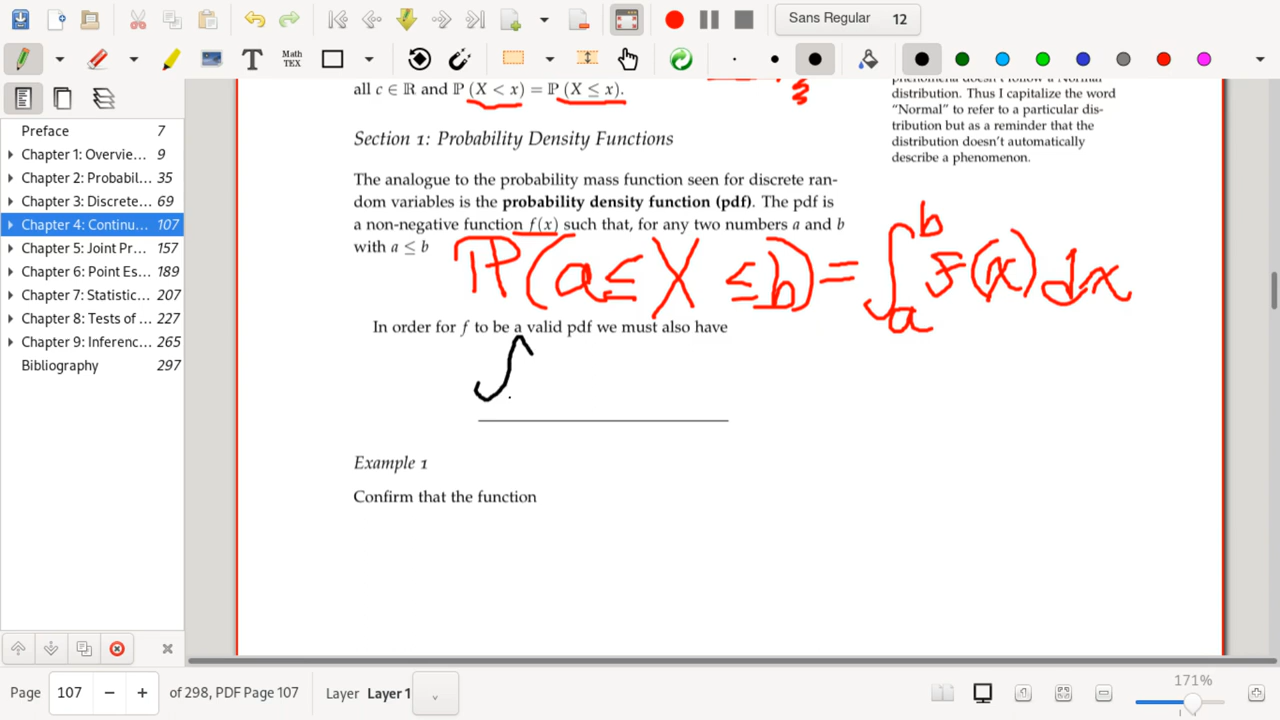 Sans Regular 12
Math
TEX
Preface 7
Chapter 1: Overvie... 9
Chapter 2: Probabil... 35
Chapter 3: Discrete... 69
Chapter 4: Continu... 107
Chapter 5: Joint Pr... 157
Chapter 6: Point Es... 189
Chapter 7: Statistic... 207
Chapter 8: Tests of ... 227
Chapter 9: Inferenc... 265
Bibliography 297
all c ∈ ℝ and ℙ (X < x) = ℙ (X ≤ x).
Section 1: Probability Density Functions
The analogue to the probability mass function seen for discrete ran-
dom variables is the probability density function (pdf). The pdf is
a non-negative function f(x) such that, for any two numbers a and b
with a ≤ b
ℙ(a ≤ X ≤ b) = ∫_a^b f(x) dx
In order for f to be a valid pdf we must also have
∫
Example 1
Confirm that the function
phenomena doesn't follow a Normal
distribution. Thus I capitalize the word
“Normal” to refer to a particular dis-
tribution but as a reminder that the
distribution doesn't automatically
describe a phenomenon.
Page 107 of 298, PDF Page 107 Layer Layer 1 171%